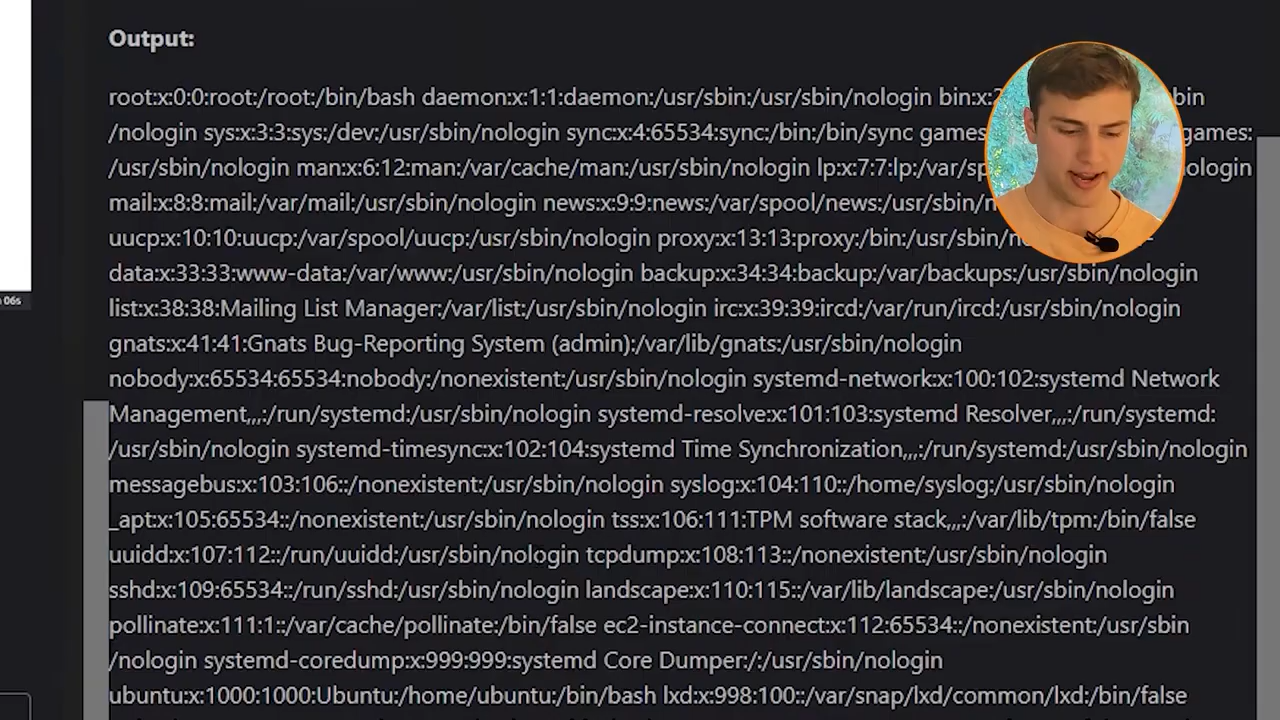 Output:
root:x:0:0:root:/root:/bin/bash daemon:x:1:1:daemon:/usr/sbin:/usr/sbin/nologin bin:x: bin
/nologin sys:x:3:3:sys:/dev:/usr/sbin/nologin sync:x:4:65534:sync:/bin:/bin/sync games games:
/usr/sbin/nologin man:x:6:12:man:/var/cache/man:/usr/sbin/nologin lp:x:7:7:lp:/var/sp ologin
mail:x:8:8:mail:/var/mail:/usr/sbin/nologin news:x:9:9:news:/var/spool/news:/usr/sbin/n
uucp:x:10:10:uucp:/var/spool/uucp:/usr/sbin/nologin proxy:x:13:13:proxy:/bin:/usr/sbin/n
data:x:33:33:www-data:/var/www:/usr/sbin/nologin backup:x:34:34:backup:/var/backups:/usr/sbin/nologin
06s
list:x:38:38:Mailing List Manager:/var/list:/usr/sbin/nologin irc:x:39:39:ircd:/var/run/ircd:/usr/sbin/nologin
gnats:x:41:41:Gnats Bug-Reporting System (admin):/var/lib/gnats:/usr/sbin/nologin
nobody:x:65534:65534:nobody:/nonexistent:/usr/sbin/nologin systemd-network:x:100:102:systemd Network
Management,,,:/run/systemd:/usr/sbin/nologin systemd-resolve:x:101:103:systemd Resolver,,,:/run/systemd:
/usr/sbin/nologin systemd-timesync:x:102:104:systemd Time Synchronization,,,:/run/systemd:/usr/sbin/nologin
messagebus:x:103:106::/nonexistent:/usr/sbin/nologin syslog:x:104:110::/home/syslog:/usr/sbin/nologin
_apt:x:105:65534::/nonexistent:/usr/sbin/nologin tss:x:106:111:TPM software stack,,,:/var/lib/tpm:/bin/false
uuidd:x:107:112::/run/uuidd:/usr/sbin/nologin tcpdump:x:108:113::/nonexistent:/usr/sbin/nologin
sshd:x:109:65534::/run/sshd:/usr/sbin/nologin landscape:x:110:115::/var/lib/landscape:/usr/sbin/nologin
pollinate:x:111:1::/var/cache/pollinate:/bin/false ec2-instance-connect:x:112:65534::/nonexistent:/usr/sbin
/nologin systemd-coredump:x:999:999:systemd Core Dumper:/:/usr/sbin/nologin
ubuntu:x:1000:1000:Ubuntu:/home/ubuntu:/bin/bash lxd:x:998:100::/var/snap/lxd/common/lxd:/bin/false